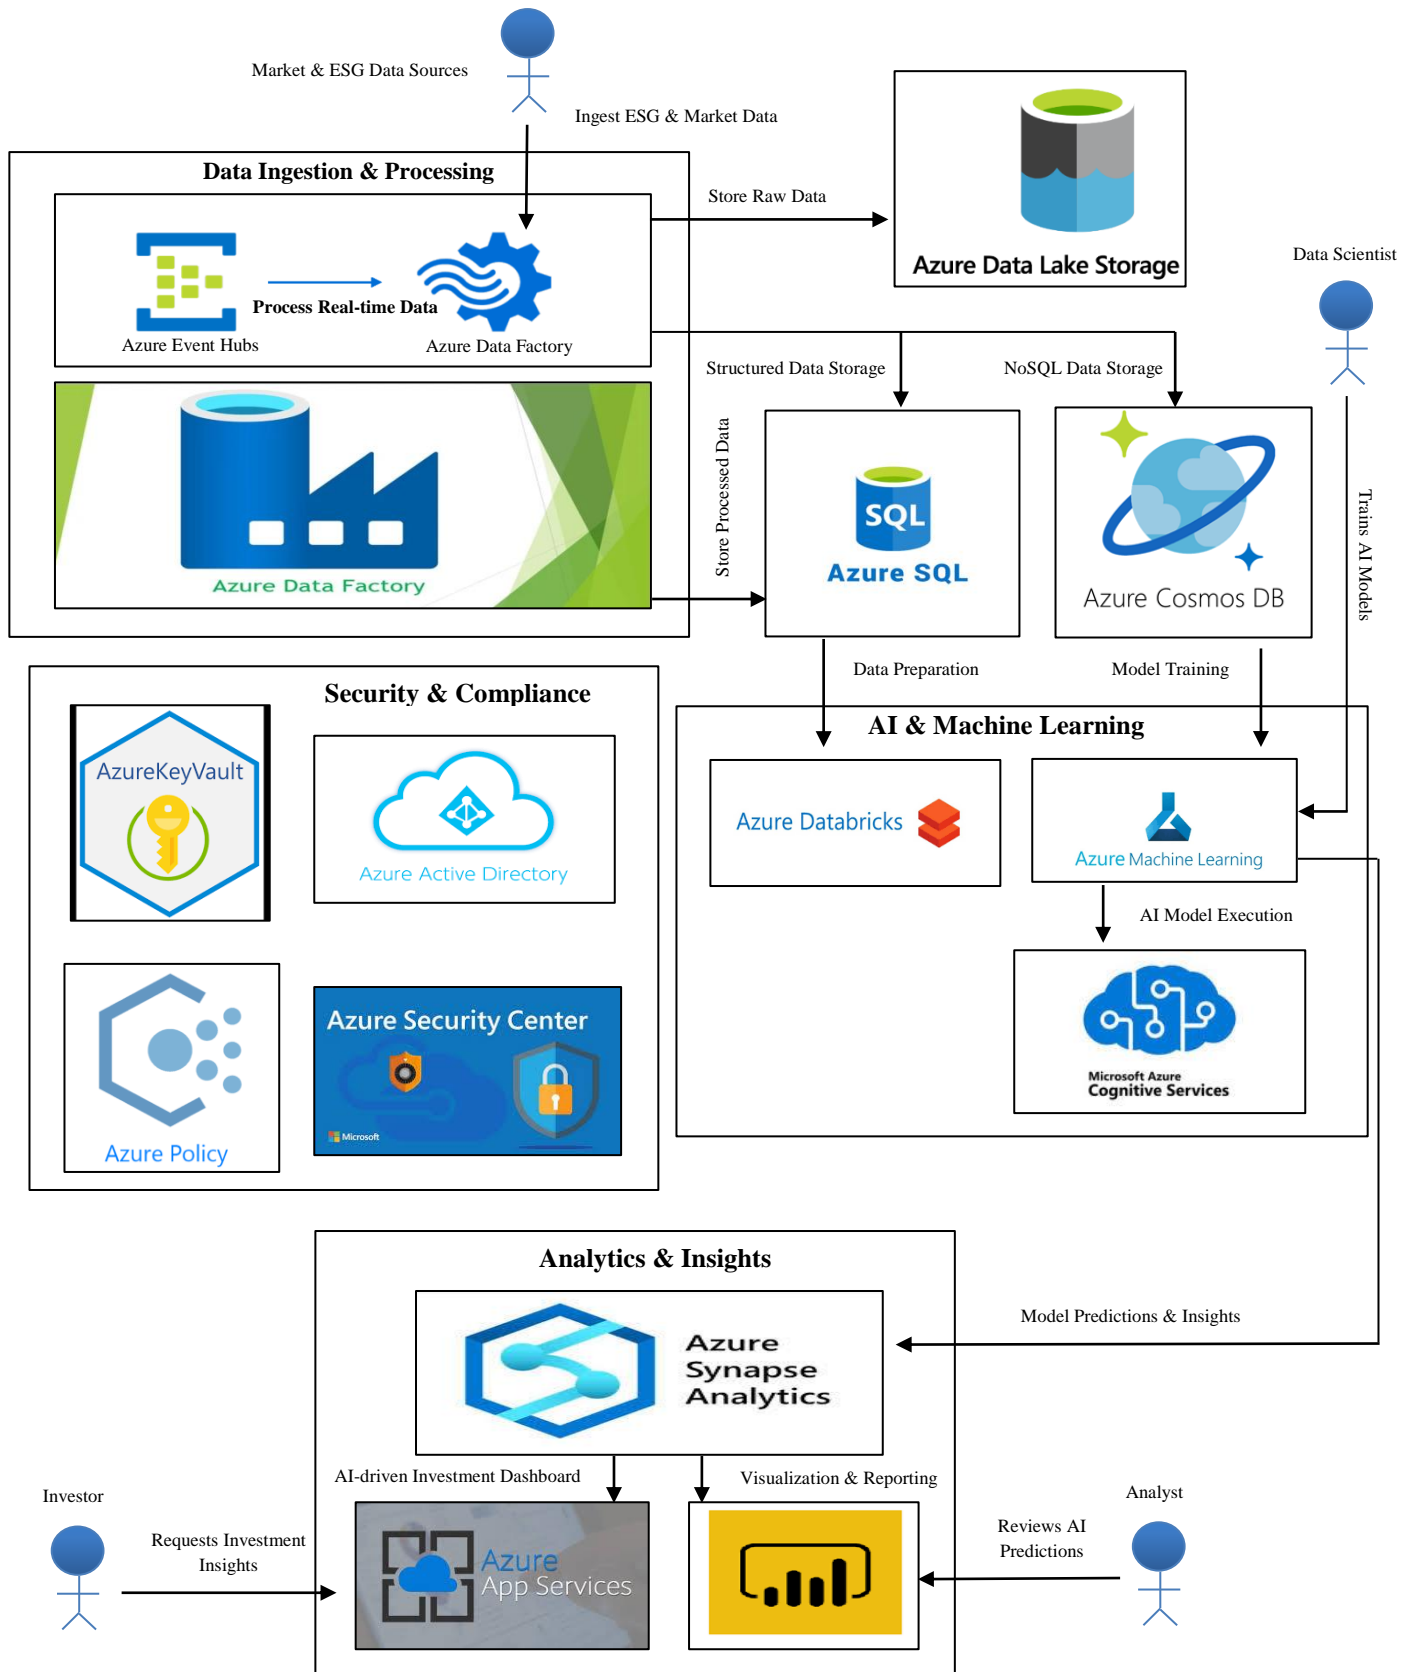 Market & ESG Data Sources
Ingest ESG & Market Data
Data Ingestion & Processing
Store Raw Data
Azure Data Lake Storage
Process Real-time Data
Azure Event Hubs
Azure Data Factory
Data Scientist
Structured Data Storage
NoSQL Data Storage
Azure Data Factory
Store Processed Data
SQL
Azure SQL
Azure Cosmos DB
Trains AI Models
Data Preparation
Model Training
Security & Compliance
AzureKeyVault
Azure Active Directory
Azure Policy
Azure Security Center
Microsoft
AI & Machine Learning
Azure Databricks
Azure Machine Learning
AI Model Execution
Microsoft Azure
Cognitive Services
Analytics & Insights
Azure
Synapse
Analytics
Model Predictions & Insights
AI-driven Investment Dashboard
Visualization & Reporting
Investor
Requests Investment
Insights
Azure
App Services
Analyst
Reviews AI
Predictions